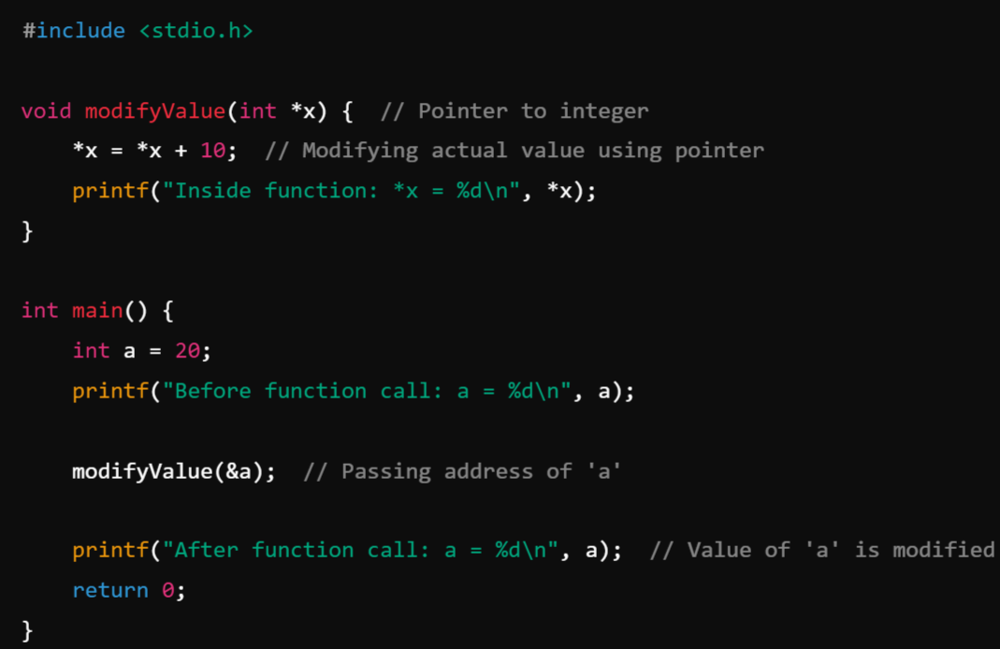 #include <stdio.h>
void modifyValue(int *x) {  // Pointer to integer
    *x = *x + 10;  // Modifying actual value using pointer
    printf("Inside function: *x = %d\n", *x);
}
int main() {
    int a = 20;
    printf("Before function call: a = %d\n", a);
    modifyValue(&a);  // Passing address of 'a'
    printf("After function call: a = %d\n", a);  // Value of 'a' is modified
    return 0;
}